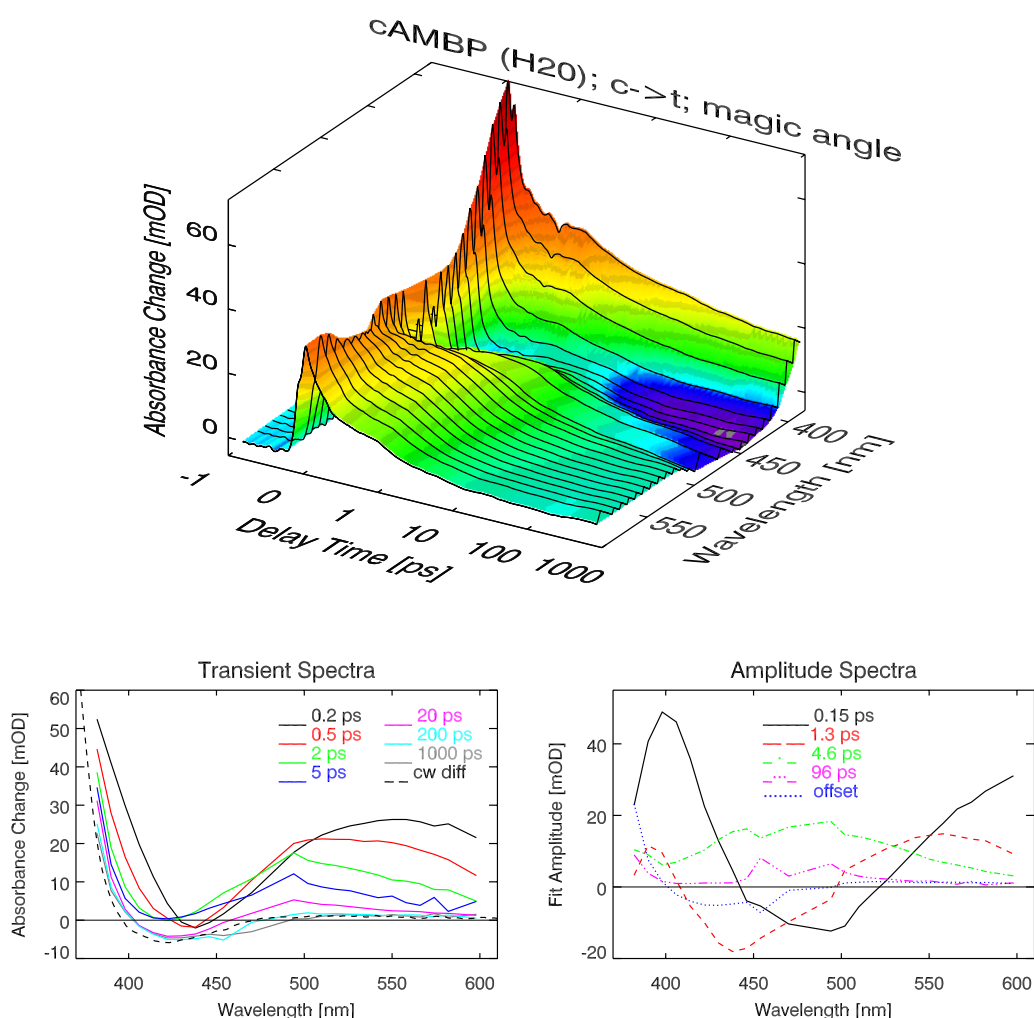 cAMBP (H20); c->t; magic angle
Absorbance Change [mOD]
60
40
20
0
-1
0
1
10
100
1000
Delay Time [ps]
400
450
500
550
Wavelength [nm]
Transient Spectra
Absorbance Change [mOD]
60
50
40
30
20
10
0
-10
0.2 ps
0.5 ps
2 ps
5 ps
20 ps
200 ps
1000 ps
cw diff
400
450
500
550
600
Wavelength [nm]
Amplitude Spectra
Fit Amplitude [mOD]
40
20
0
-20
0.15 ps
1.3 ps
4.6 ps
96 ps
offset
400
450
500
550
600
Wavelength [nm]